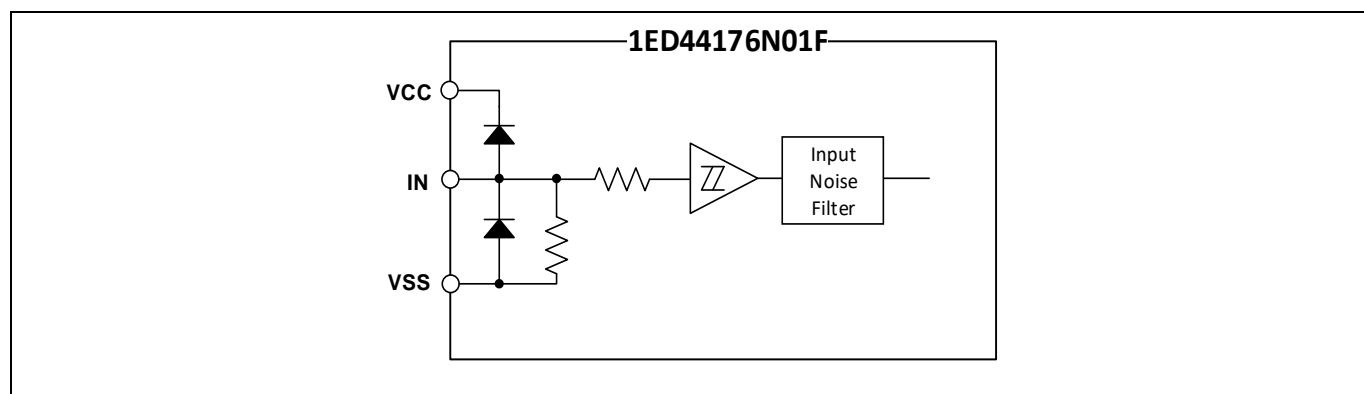 1ED44176N01F
VCC
IN
VSS
Input
Noise
Filter